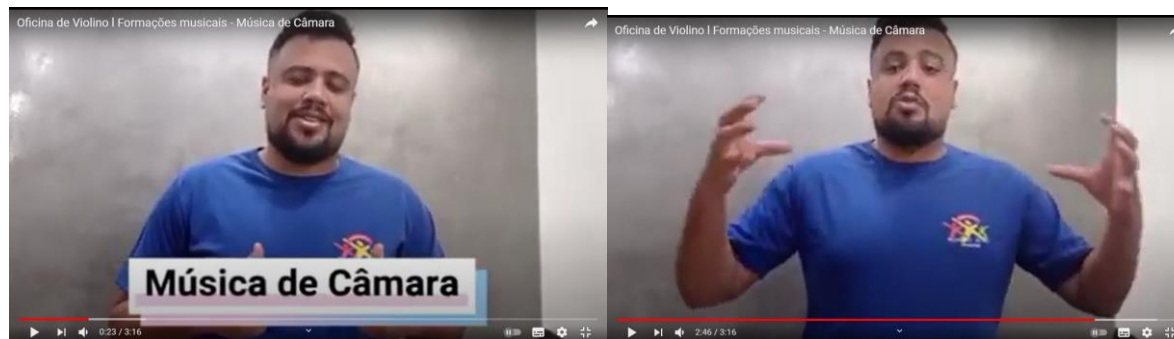 Oficina de Violino l Formações musicais - Música de Câmara
Música de Câmara
0:23 / 3:16
Oficina de Violino l Formações musicais - Música de Câmara
2:46 / 3:16